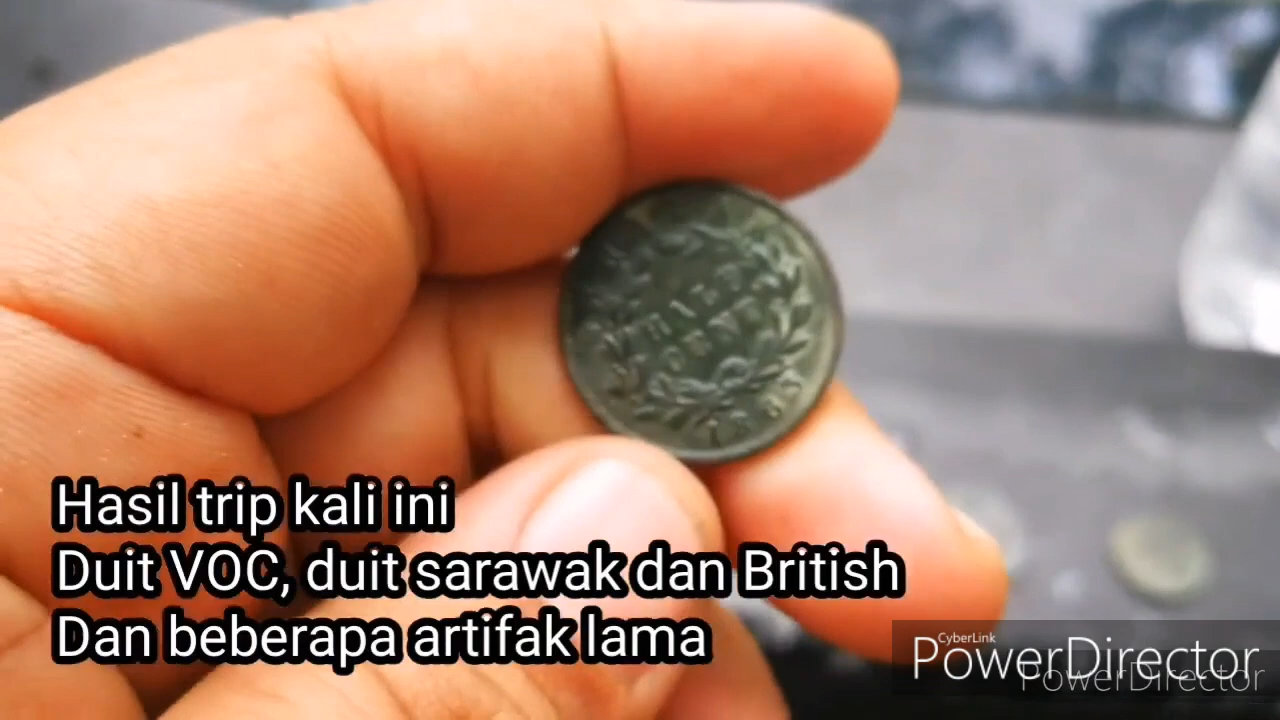 Hasil trip kali ini
Duit VOC, duit sarawak dan British
Dan beberapa artifak lama
CyberLink
PowerDirector
PowerDirector